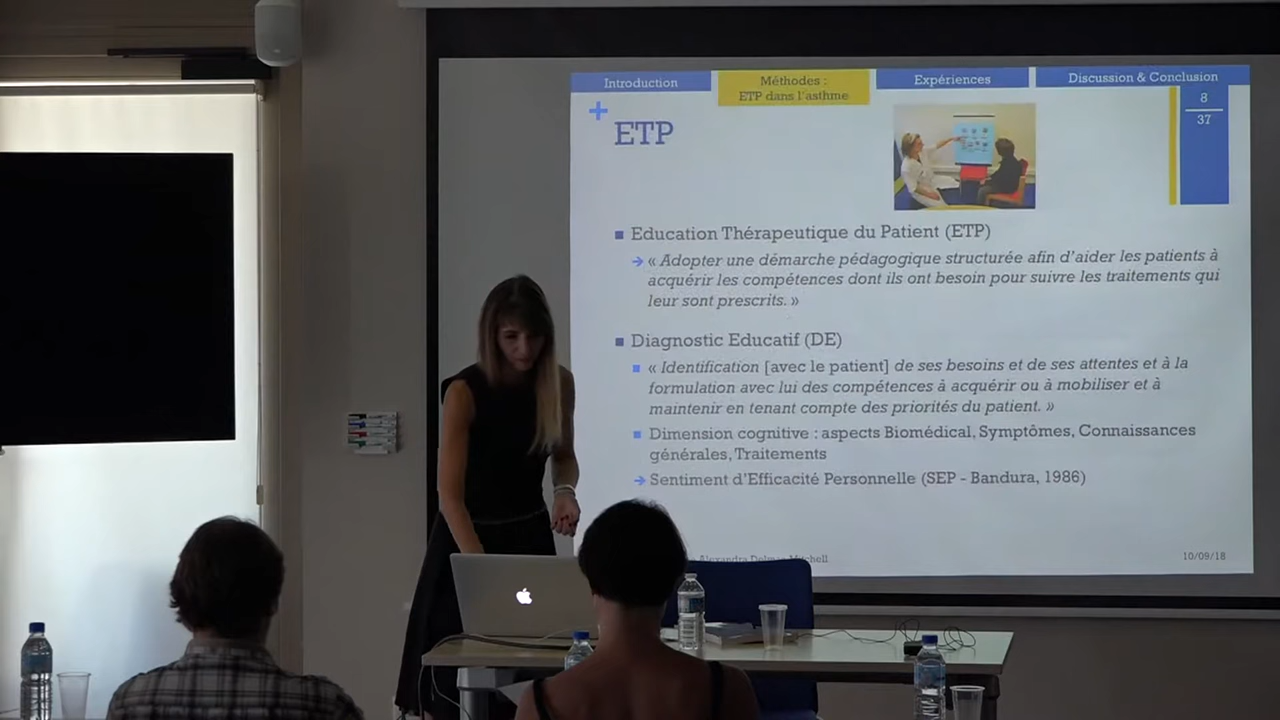 Introduction
Méthodes :
ETP dans l'asthme
Expériences
Discussion & Conclusion
8
37
ETP
Education Thérapeutique du Patient (ETP)
« Adopter une démarche pédagogique structurée afin d'aider les patients à
acquérir les compétences dont ils ont besoin pour suivre les traitements qui
leur sont prescrits. »
Diagnostic Educatif (DE)
« Identification [avec le patient] de ses besoins et de ses attentes et à la
formulation avec lui des compétences à acquérir ou à mobiliser et à
maintenir en tenant compte des priorités du patient. »
Dimension cognitive : aspects Biomédical, Symptômes, Connaissances
générales, Traitements
Sentiment d'Efficacité Personnelle (SEP - Bandura, 1986)
Alexandra Mitchell
10/09/18